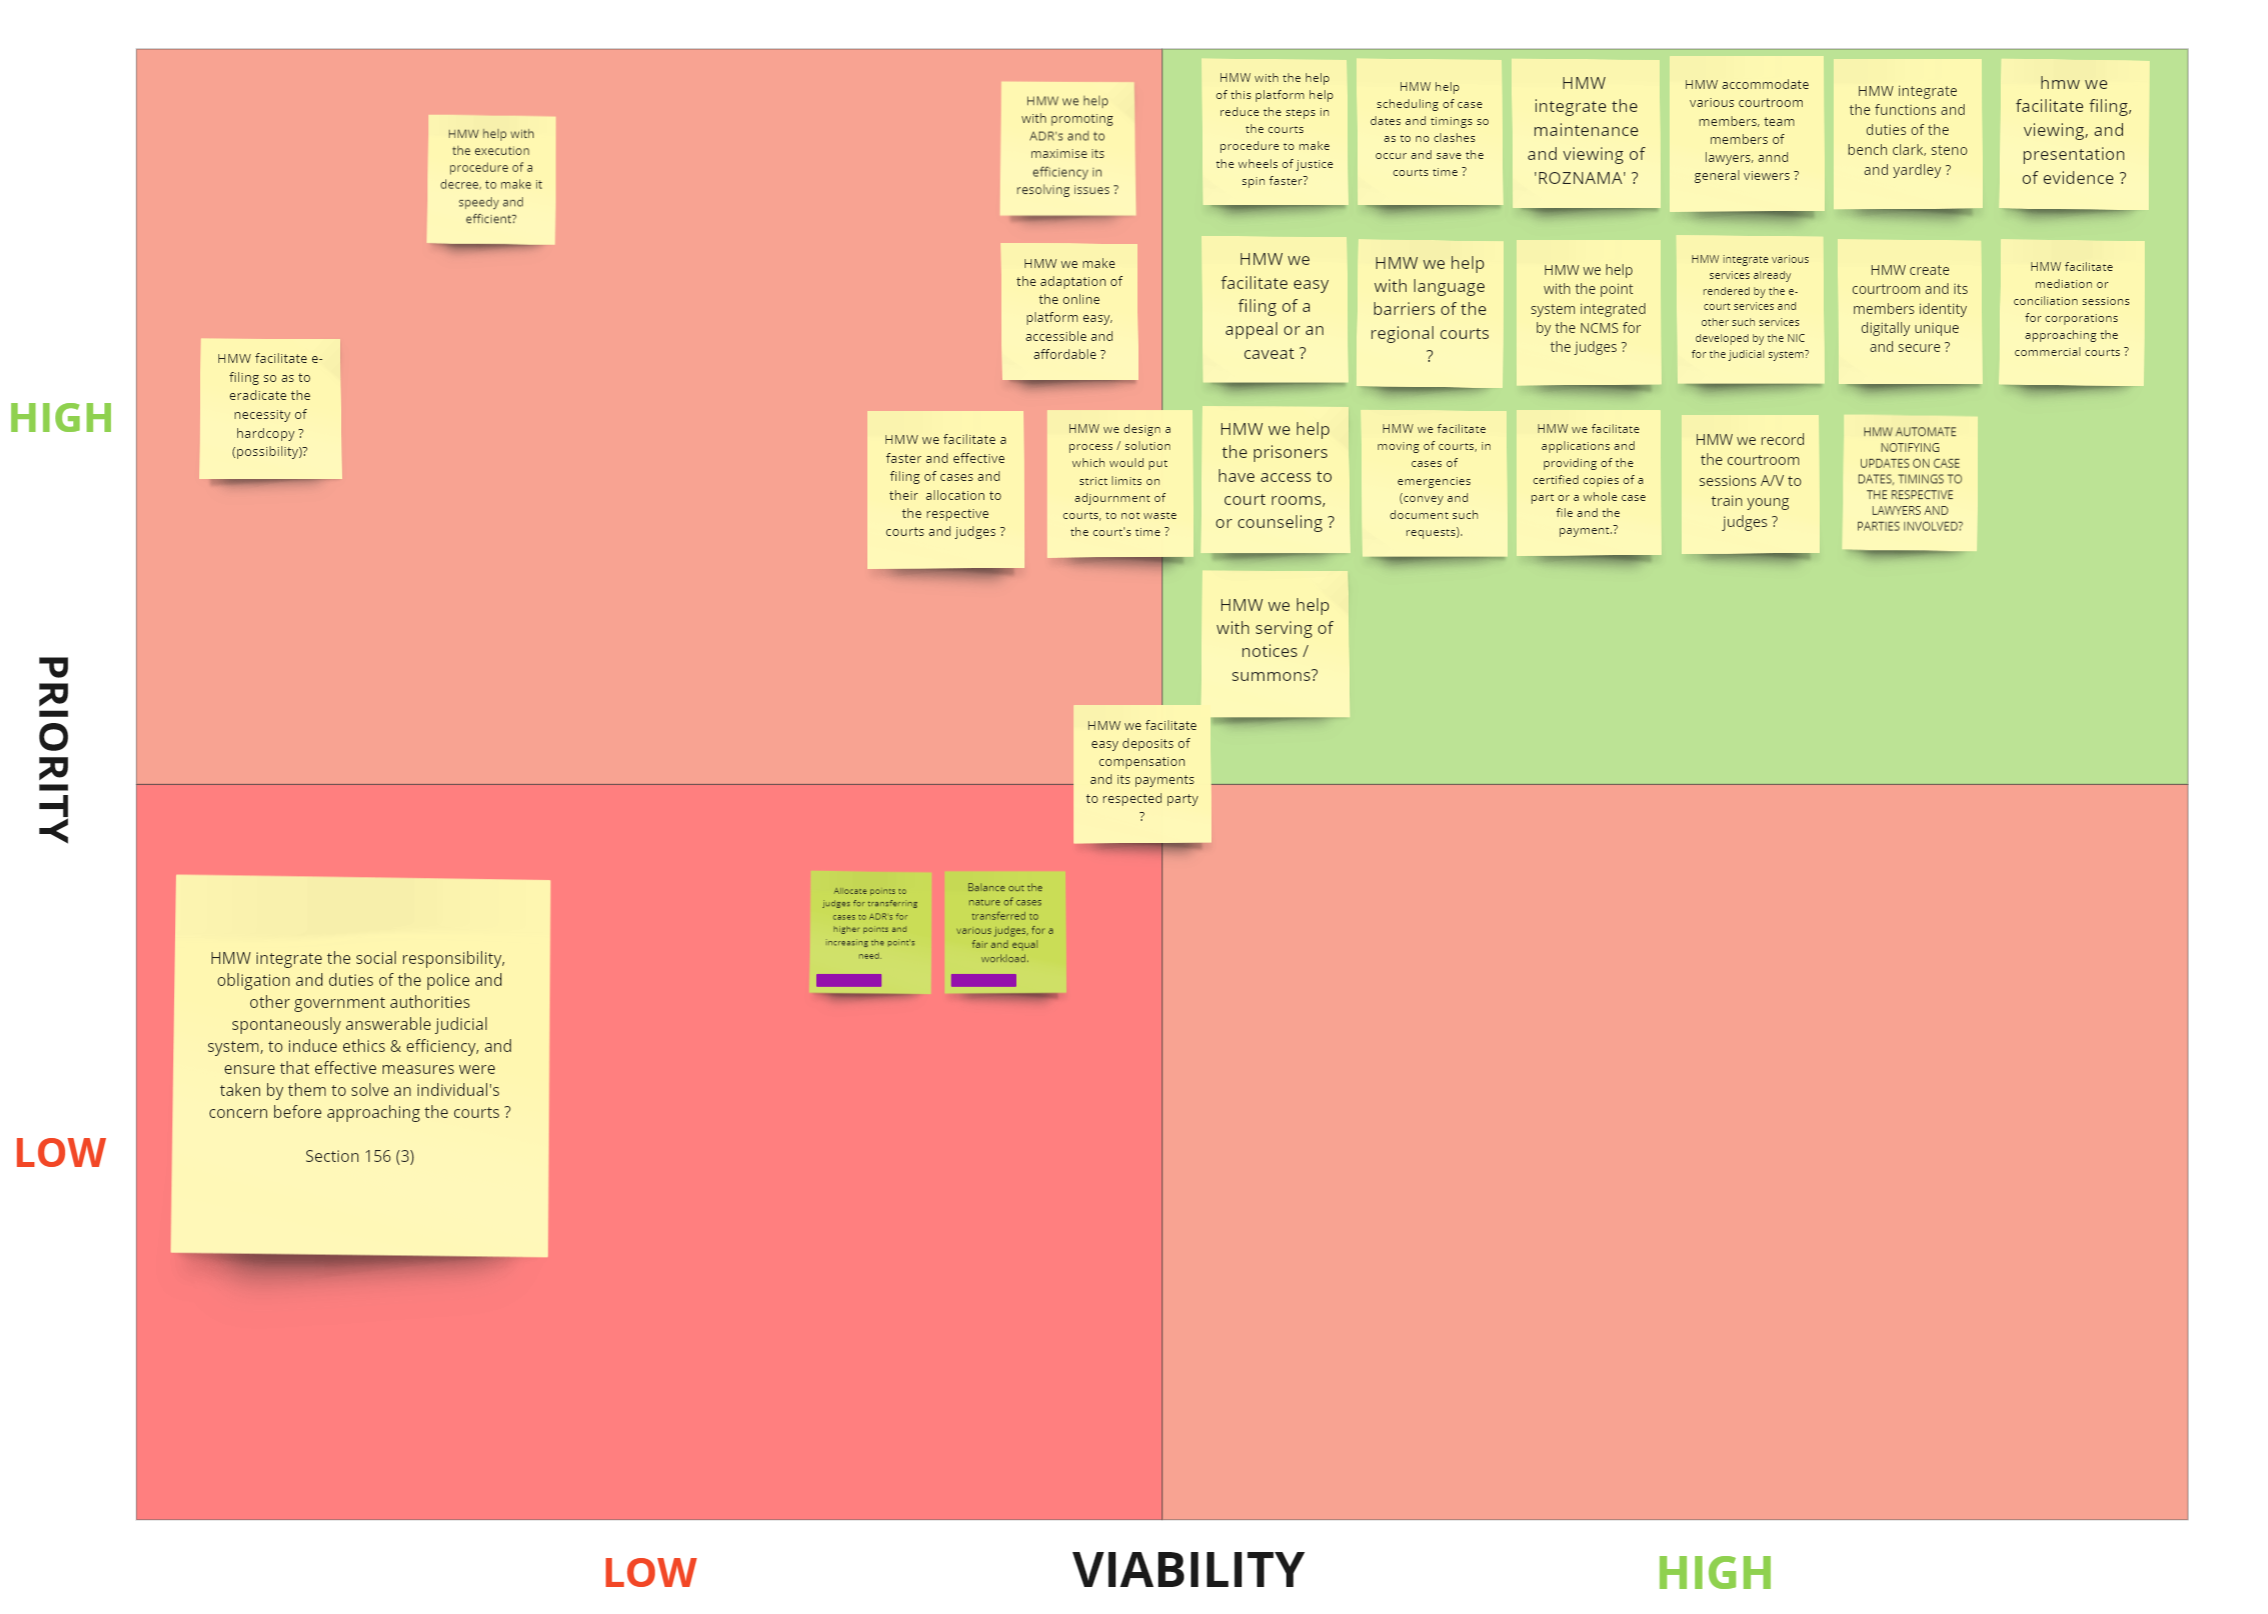 HMW help with
the execution
procedure of a
decree, to make it
speedy and
efficient?
HMW we help
with promoting
ADR's and to
maximise its
efficiency in
resolving issues ?
HMW with the help
of this platform help
reduce the steps in
the courts
procedure to make
the wheels of justice
spin faster?
HMW help
scheduling of case
dates and timings so
as to no clashes
occur and save the
courts time ?
HMW
integrate the
maintenance
and viewing of
'ROZNAMA' ?
HMW accommodate
various courtroom
members, team
members of
lawyers, annd
general viewers ?
HMW integrate
the functions and
duties of the
bench clark, steno
and yardley ?
hmw we
facilitate filing,
viewing, and
presentation
of evidence ?
HMW we make
the adaptation of
the online
platform easy,
accessible and
affordable ?
HMW we
facilitate easy
filing of a
appeal or an
caveat ?
HMW we help
with language
barriers of the
regional courts
?
HMW we help
with the point
system integrated
by the NCMS for
the judges ?
HMW integrate various
services already
rendered by the e-
court services and
other such services
developed by the NIC
for the judicial system?
HMW create
courtroom and its
members identity
digitally unique
and secure ?
HMW facilitate
mediation or
conciliation sessions
for corporations
approaching the
commercial courts ?
HMW facilitate e-
filing so as to
eradicate the
necessity of
hardcopy ?
(possibility)?
HIGH
HMW we facilitate a
faster and effective
filing of cases and
their allocation to
the respective
courts and judges ?
HMW we design a
process / solution
which would put
strict limits on
adjournment of
courts, to not waste
the court's time ?
HMW we help
the prisoners
have access to
court rooms,
or counseling ?
HMW we facilitate
moving of courts, in
cases of
emergencies
(convey and
document such
requests).
HMW we facilitate
applications and
providing of the
certified copies of a
part or a whole case
file and the
payment.?
HMW we record
the courtroom
sessions A/V to
train young
judges ?
HMW AUTOMATE
NOTIFYING
UPDATES ON CASE
DATES, TIMINGS TO
THE RESPECTIVE
LAWYERS AND
PARTIES INVOLVED?
HMW we help
with serving of
notices /
summons?
PRIORITY
HMW we facilitate
easy deposits of
compensation
and its payments
to respected party
?
HMW integrate the social responsibility,
obligation and duties of the police and
other government authorities
spontaneously answerable judicial
system, to induce ethics & efficiency, and
ensure that effective measures were
taken by them to solve an individual's
concern before approaching the courts ?
Section 156 (3)
Allocate points to
judges for transferring
cases to ADR's for
higher points and
increasing the point's
need.
Balance out the
nature of cases
transferred to
various judges, for a
fair and equal
workload.
LOW
LOW
VIABILITY
HIGH